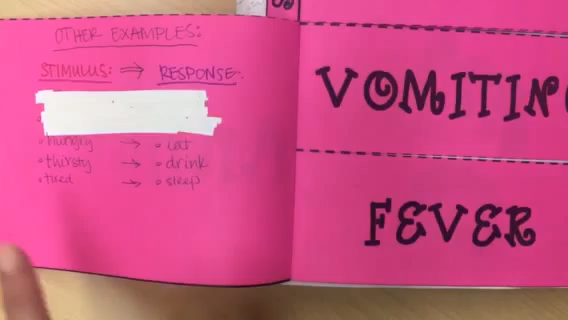 OTHER EXAMPLES:
STIMULUS: ⇒ RESPONSE:
• hungry → • eat
• thirsty → • drink
• tired → • sleep
VOMITIN
FEVER